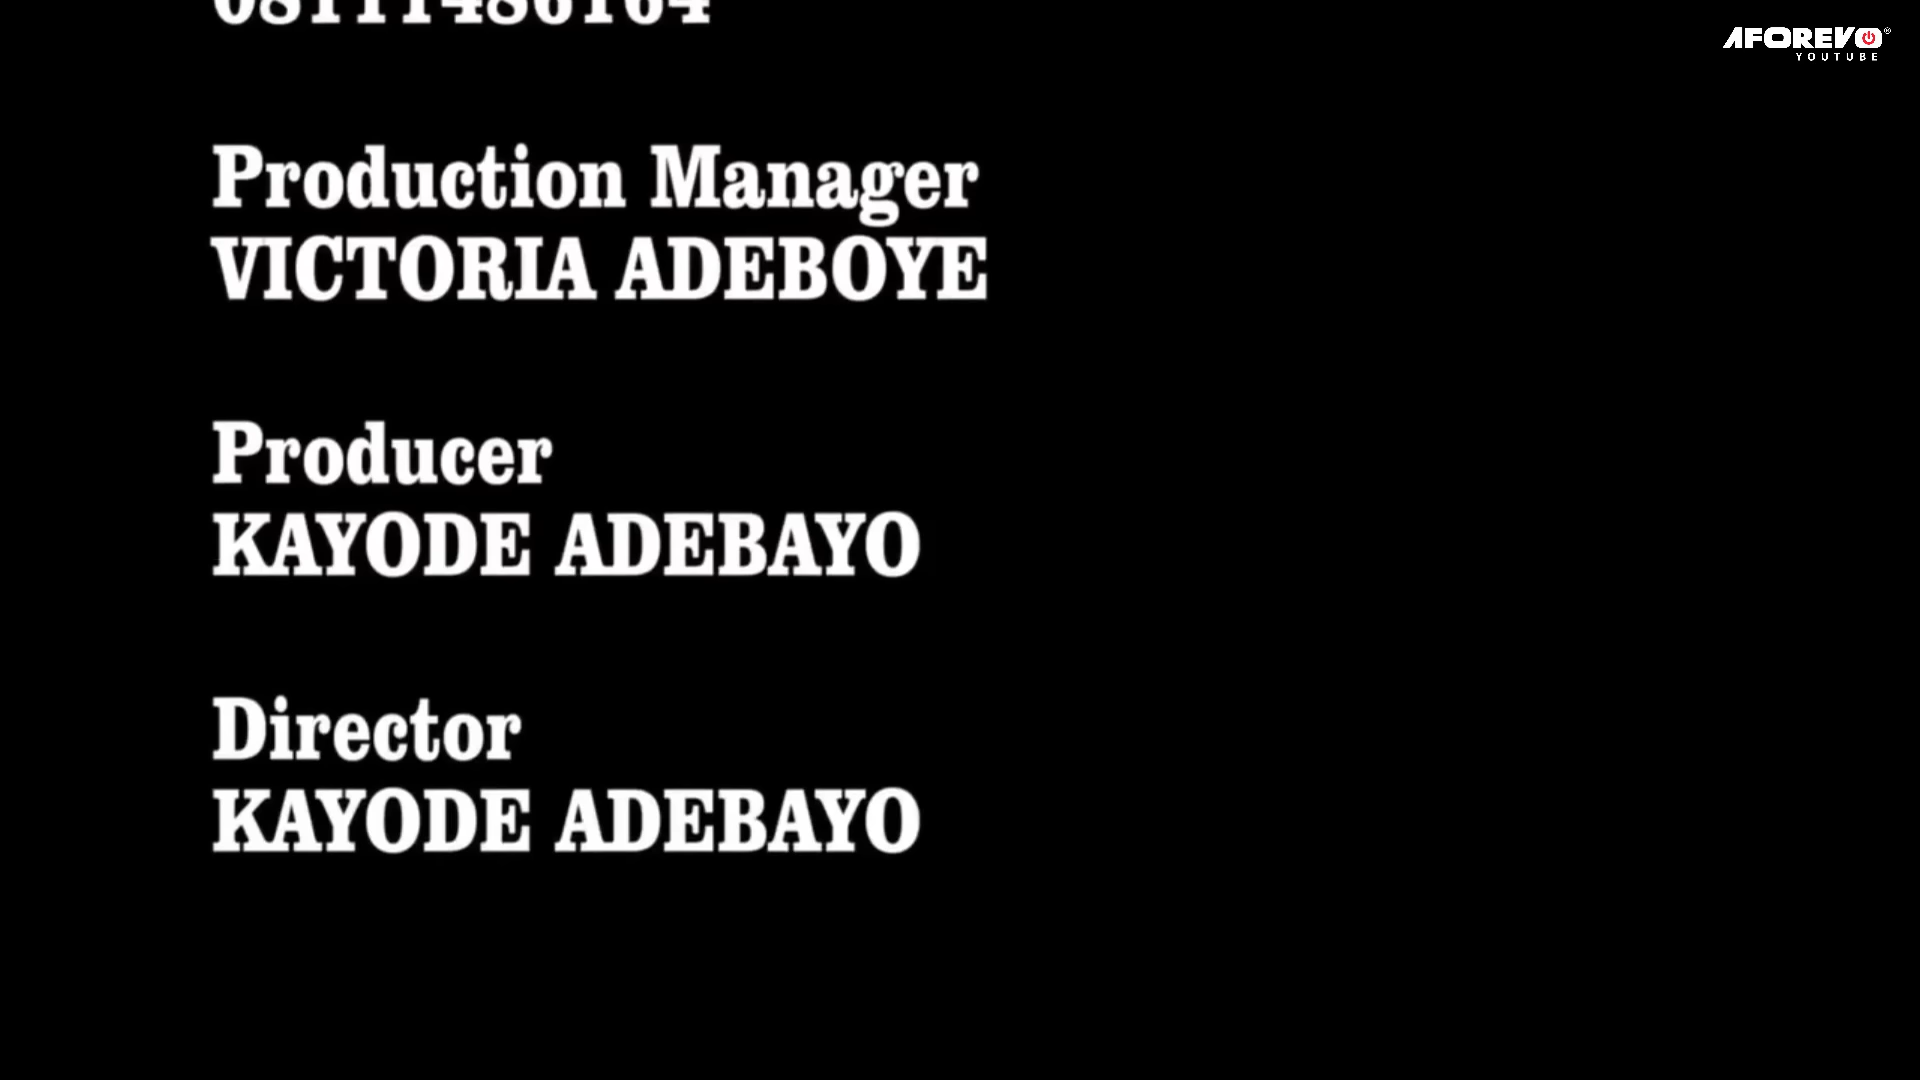 AFOREVO
YOUTUBE
Production Manager
VICTORIA ADEBOYE
Producer
KAYODE ADEBAYO
Director
KAYODE ADEBAYO